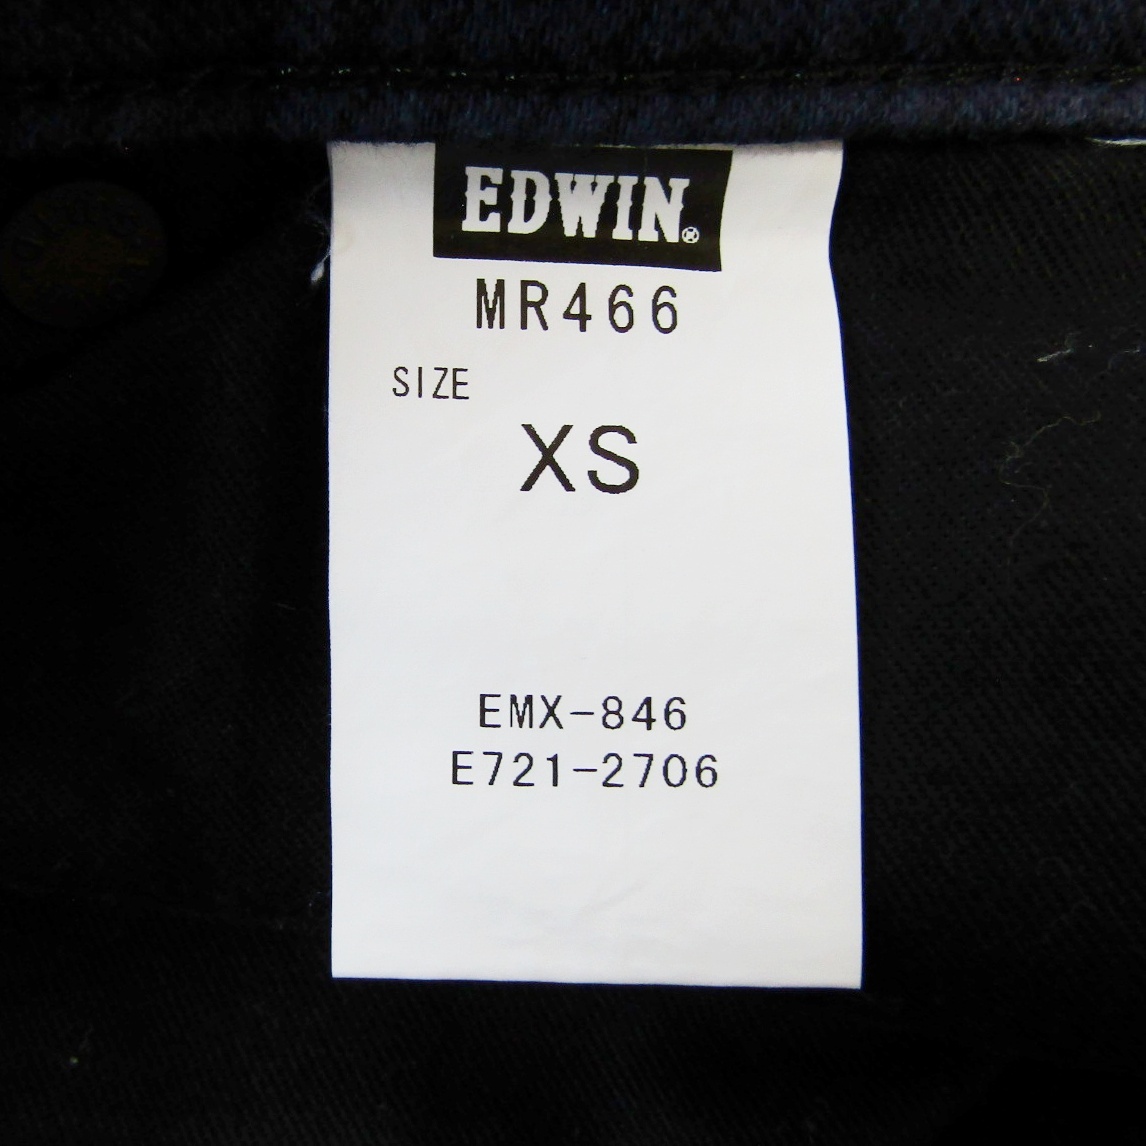 EDWIN®
MR466
SIZE
XS
EMX-846
E721-2706